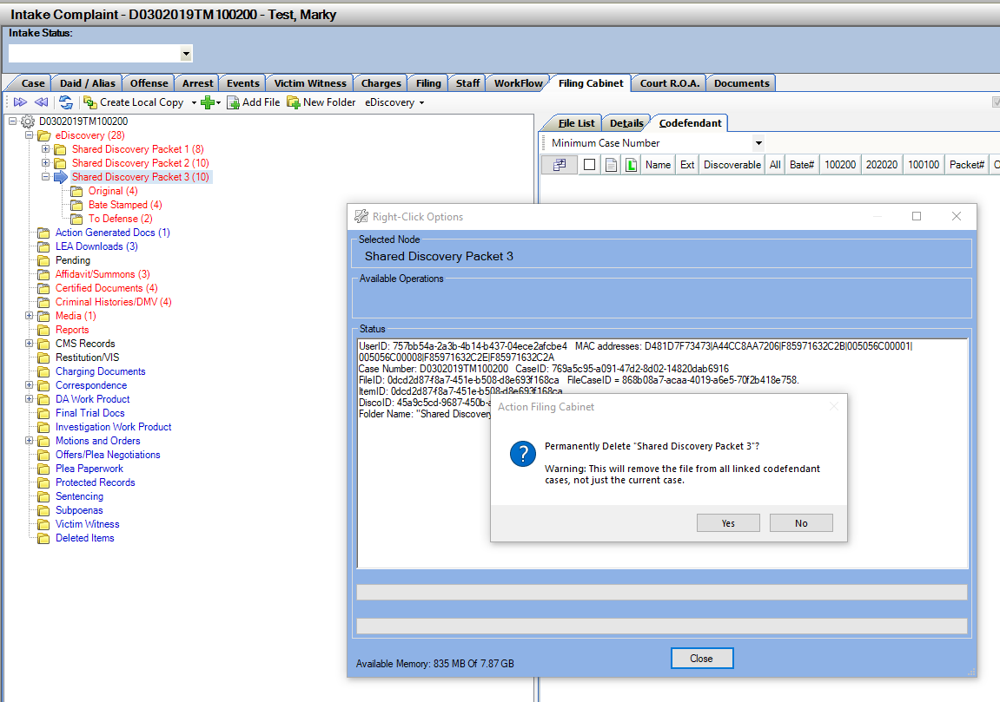 Intake Complaint - D0302019TM100200 - Test, Marky
Intake Status:
Case Daid / Alias Offense Arrest Events Victim Witness Charges Filing Staff WorkFlow Filing Cabinet Court R.O.A. Documents
Create Local Copy Add File New Folder eDiscovery
D0302019TM100200
eDiscovery (28)
Shared Discovery Packet 1 (8)
Shared Discovery Packet 2 (10)
Shared Discovery Packet 3 (10)
Original (4)
Bate Stamped (4)
To Defense (2)
Action Generated Docs (1)
LEA Downloads (3)
Pending
Affidavit/Summons (3)
Certified Documents (4)
Criminal Histories/DMV (4)
Media (1)
Reports
CMS Records
Restitution/VIS
Charging Documents
Correspondence
DA Work Product
Final Trial Docs
Investigation Work Product
Motions and Orders
Offers/Plea Negotiations
Plea Paperwork
Protected Records
Sentencing
Subpoenas
Victim Witness
Deleted Items
File List Details Codefendant
Minimum Case Number
L Name Ext Discoverable All Bate# 100200 202020 100100 Packet#
Right-Click Options
Selected Node
Shared Discovery Packet 3
Available Operations
Status
UserID: 757bb54a-2a3b-4b14-b437-04ece2afcbe4 MAC addresses: D481D7F73473|A44CC8AA7206|F85971632C2B|005056C00001|
005056C00008|F85971632C2E|F85971632C2A
Case Number: D0302019TM100200 CaseID: 769a5c95-a091-47d2-8d02-14820dab6916
FileID: 0dcd2d87-f8a7-451e-b508-d8e693f168ca FileCaseID = 868b08a7-acaa-4019-a6e5-70f2b418e758.
ItemID: 0dcd2d87-f8a7-451e-b508-d8e693f168ca
DiscoID: 45a9c5cd-9687-450b-a
Folder Name: "Shared Discovery
Action Filing Cabinet
Permanently Delete "Shared Discovery Packet 3"?
Warning: This will remove the file from all linked codefendant
cases, not just the current case.
Yes No
Available Memory: 835 MB Of 7.87 GB
Close